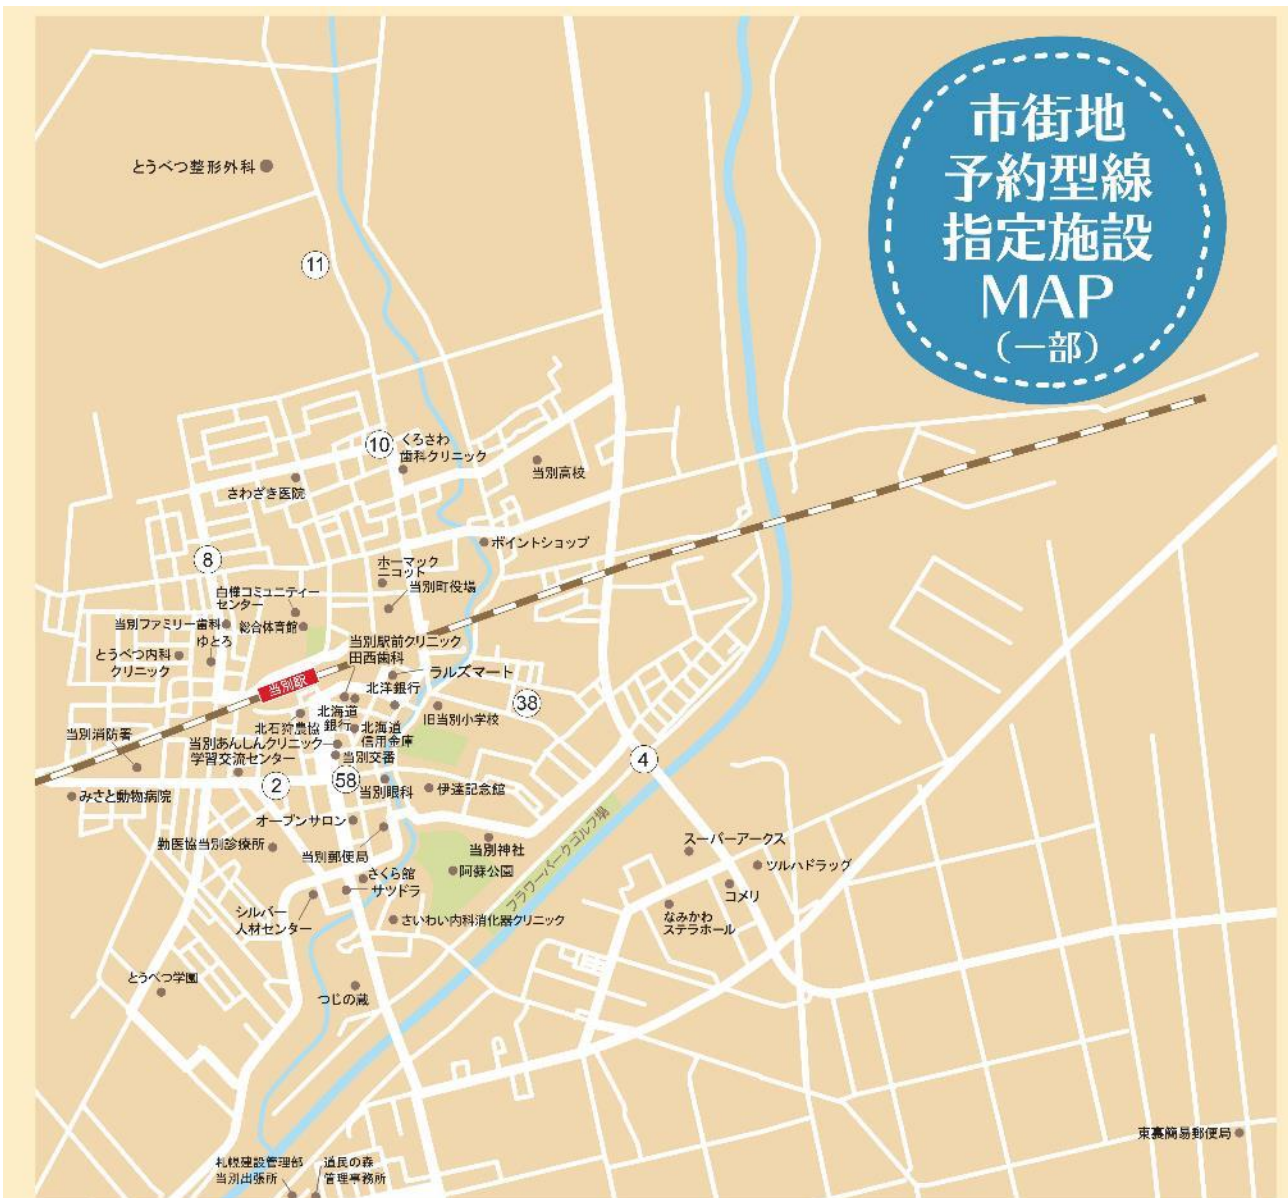 市街地
予約型線
指定施設
MAP
（一部）
とうべつ整形外科
11
10
くろさわ
歯科クリニック
当別高校
さわざき医院
ポイントショップ
8
ホーマック
ニコット
当別町役場
白樺コミュニティー
センター
当別ファミリー歯科
総合体育館
ゆとろ
とうべつ内科
クリニック
当別駅前クリニック
田西歯科
ラルズマート
当別駅
北洋銀行
38
北海道
銀行
旧当別小学校
北石狩農協
北海道
信用金庫
当別消防署
当別あんしんクリニック
学習交流センター
当別交番
4
2
58
当別眼科
伊達記念館
みさと動物病院
オープンサロン
フラワーパークゴルフ場
勤医協当別診療所
当別郵便局
当別神社
スーパーアークス
ツルハドラッグ
さくら館
阿蘇公園
サツドラ
コメリ
シルバー
人材センター
さいわい内科消化器クリニック
なみかわ
ステラホール
とうべつ学園
つじの蔵
東裏簡易郵便局
札幌建設管理部
当別出張所
道民の森
管理事務所